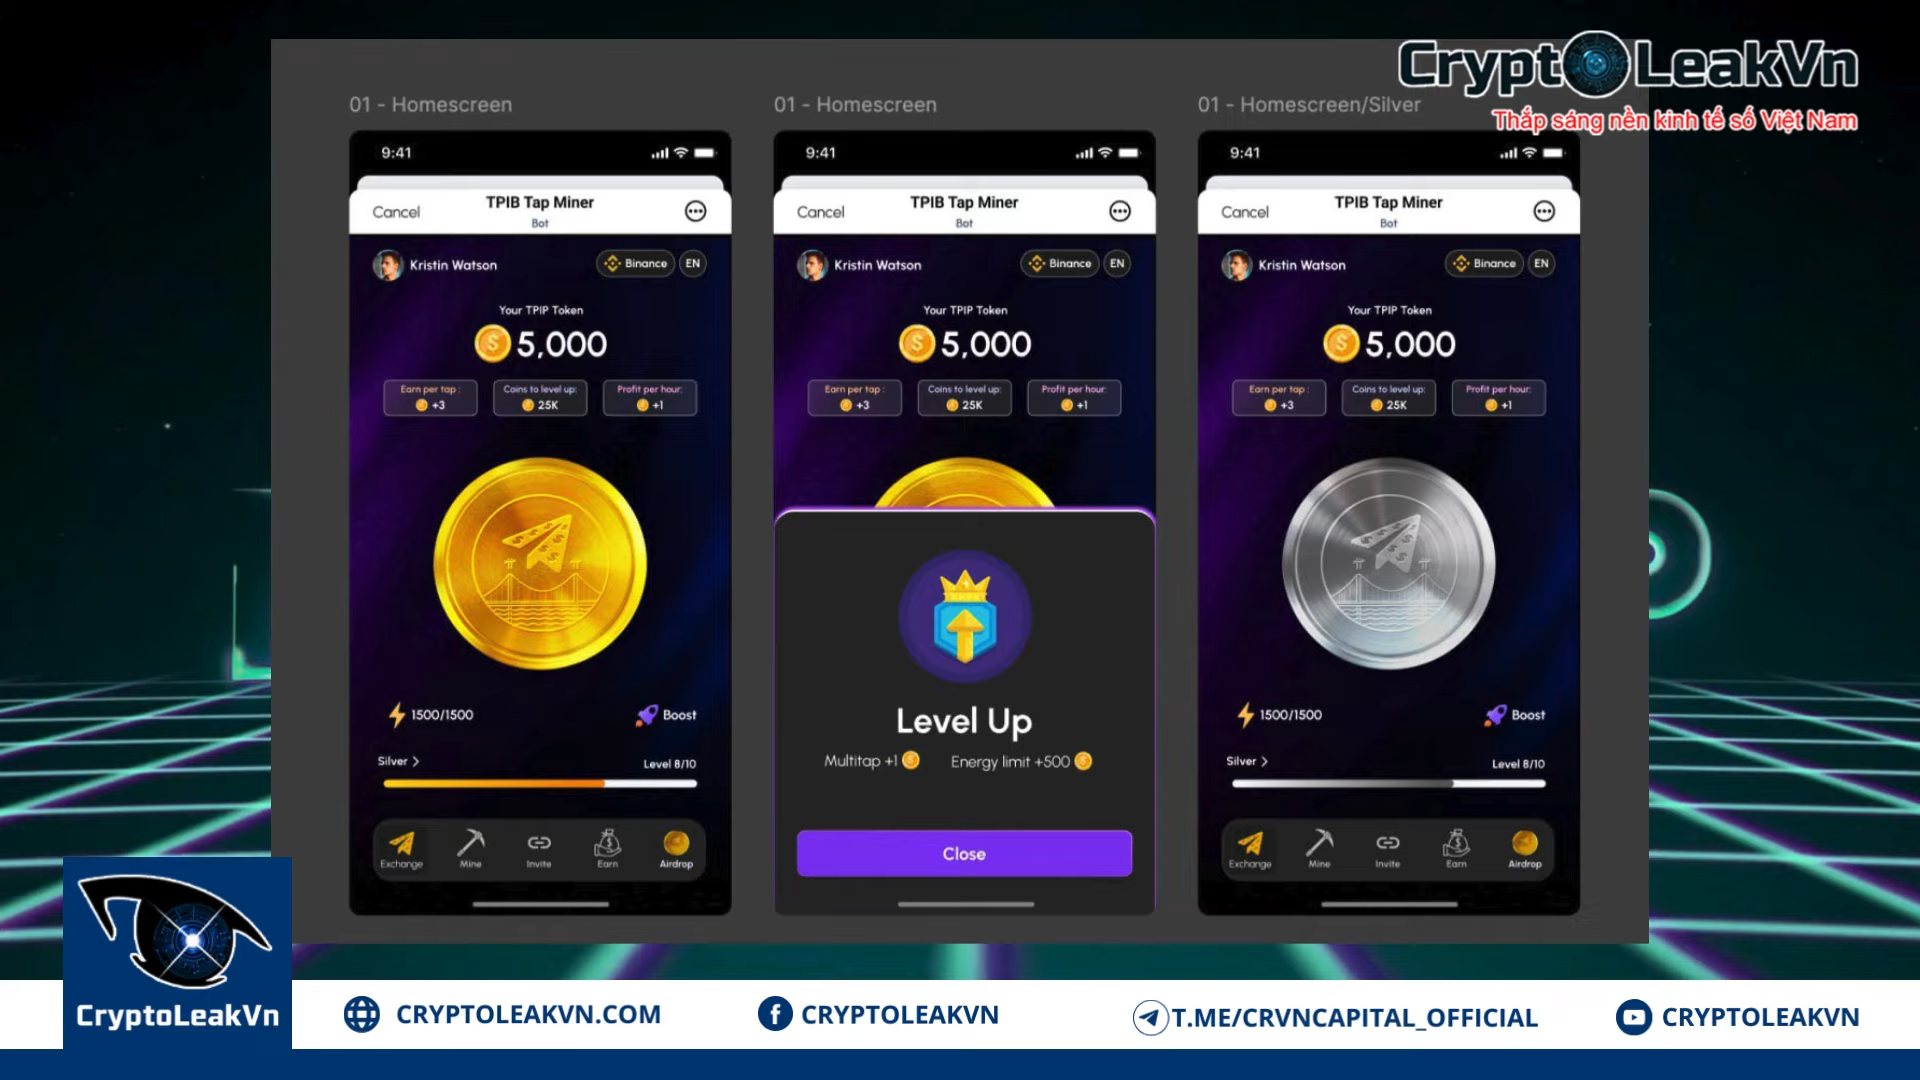 CryptoLeakVn
Thắp sáng nền kinh tế số Việt Nam
01 - Homescreen
9:41
Cancel
TPIB Tap Miner
Bot
Kristin Watson
Binance
EN
Your TPIP Token
5,000
Earn per tap :
+3
Coins to level up:
25K
Profit per hour:
+1
1500/1500
Boost
Silver >
Level 8/10
Exchange
Mine
Invite
Earn
Airdrop
01 - Homescreen
9:41
Cancel
TPIB Tap Miner
Bot
Kristin Watson
Binance
EN
Your TPIP Token
5,000
Earn per tap :
+3
Coins to level up:
25K
Profit per hour:
+1
Level Up
Multitap +1
Energy limit +500
Close
01 - Homescreen/Silver
9:41
Cancel
TPIB Tap Miner
Bot
Kristin Watson
Binance
EN
Your TPIP Token
5,000
Earn per tap :
+3
Coins to level up:
25K
Profit per hour:
+1
1500/1500
Boost
Silver >
Level 8/10
Exchange
Mine
Invite
Earn
Airdrop
CryptoLeakVn
CRYPTOLEAKVN.COM
CRYPTOLEAKVN
T.ME/CRVNCAPITAL_OFFICIAL
CRYPTOLEAKVN